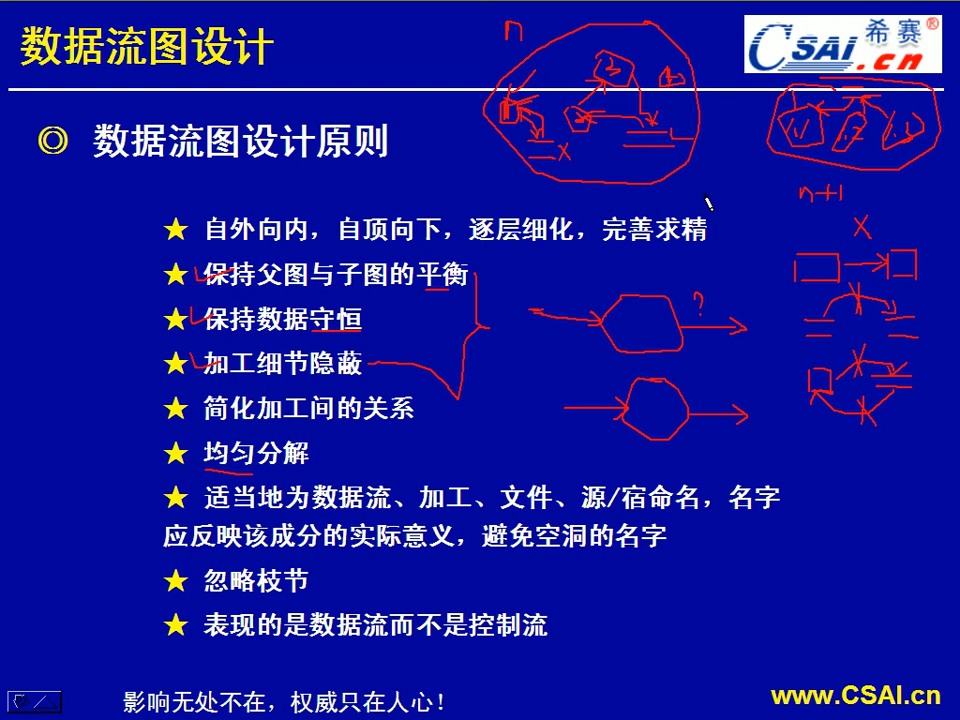 数据流图设计
CSAI.cn 希赛®
◎ 数据流图设计原则
★ 自外向内，自顶向下，逐层细化，完善求精
★ 保持父图与子图的平衡
★ 保持数据守恒
★ 加工细节隐蔽
★ 简化加工间的关系
★ 均匀分解
★ 适当地为数据流、加工、文件、源/宿命名，名字
应反映该成分的实际意义，避免空洞的名字
★ 忽略枝节
★ 表现的是数据流而不是控制流
n
3
?
影响无处不在，权威只在人心！
www.CSAI.cn